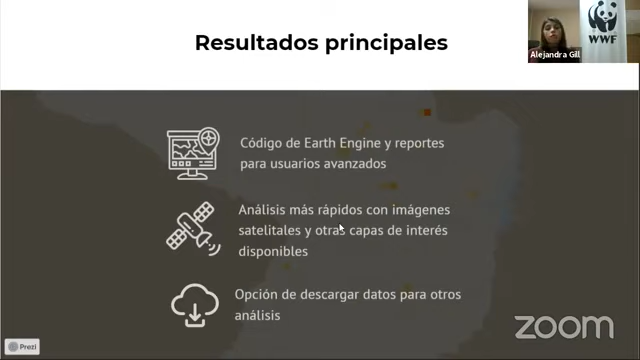 Resultados principales
WWF
Alejandra Gill
Código de Earth Engine y reportes
para usuarios avanzados
Análisis más rápidos con imágenes
satelitales y otras capas de interés
disponibles
Opción de descargar datos para otros
análisis
Prezi
zoom